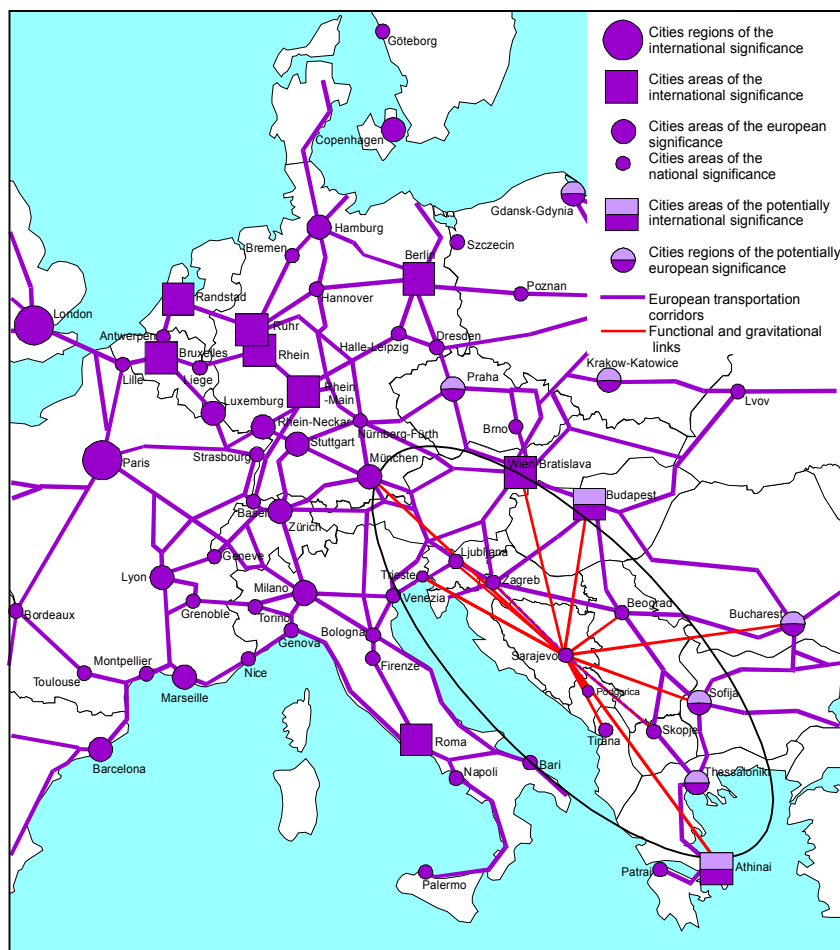 Cities regions of the
international significance
Cities areas of the
international significance
Cities areas of the european
significance
Cities areas of the
national significance
Cities areas of the potentially
international significance
Cities regions of the potentially
european significance
European transportation
corridors
Functional and gravitational
links
Göteborg
Copenhagen
Gdansk-Gdynia
Hamburg
Bremen
Szczecin
Berlin
Randstad
Hannover
Poznan
London
Ruhr
Antwerpen
Bruxelles
Rhein
Halle-Leipzig
Dresden
Lille
Liege
Krakow-Katowice
Praha
Rhein
-Main
Luxemburg
Lvov
Rhein-Neckar
Nürnberg-Fürth
Brno
Stuttgart
Strasbourg
Paris
München
Wien-Bratislava
Budapest
Basel
Zürich
Geneve
Ljubljana
Lyon
Trieste
Zagreb
Milano
Venezia
Grenoble
Torino
Beograd
Bucharest
Bordeaux
Bologna
Genova
Firenze
Sarajevo
Montpellier
Nice
Toulouse
Marseille
Podgorica
Sofija
Skopje
Tirana
Roma
Barcelona
Napoli
Bari
Thessaloniki
Palermo
Patrai
Athinai